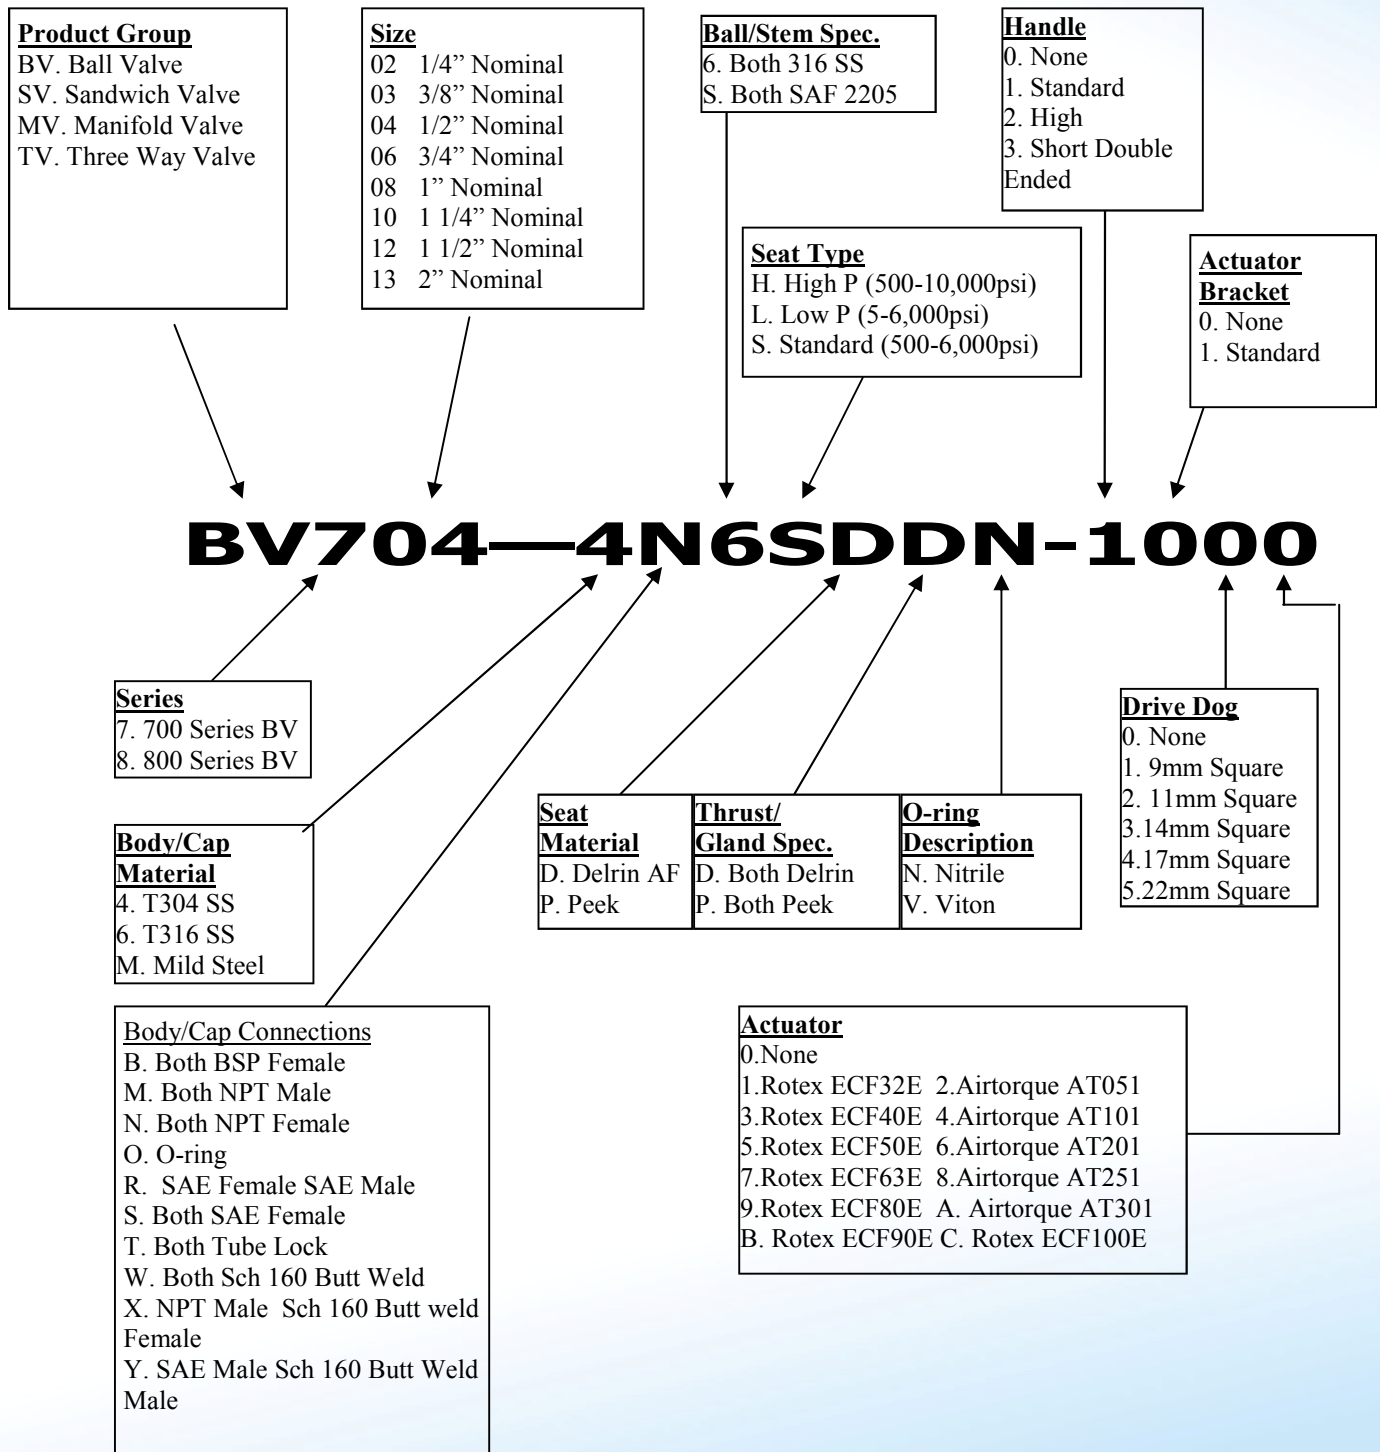 Product Group
BV. Ball Valve
SV. Sandwich Valve
MV. Manifold Valve
TV. Three Way Valve
Size
02 1/4” Nominal
03 3/8” Nominal
04 1/2” Nominal
06 3/4” Nominal
08 1” Nominal
10 1 1/4” Nominal
12 1 1/2” Nominal
13 2” Nominal
Ball/Stem Spec.
6. Both 316 SS
S. Both SAF 2205
Handle
0. None
1. Standard
2. High
3. Short Double
Ended
Seat Type
H. High P (500-10,000psi)
L. Low P (5-6,000psi)
S. Standard (500-6,000psi)
Actuator
Bracket
0. None
1. Standard
BV704—4N6SDDN-1000
Series
7. 700 Series BV
8. 800 Series BV
Body/Cap
Material
4. T304 SS
6. T316 SS
M. Mild Steel
Body/Cap Connections
B. Both BSP Female
M. Both NPT Male
N. Both NPT Female
O. O-ring
R. SAE Female SAE Male
S. Both SAE Female
T. Both Tube Lock
W. Both Sch 160 Butt Weld
X. NPT Male Sch 160 Butt weld
Female
Y. SAE Male Sch 160 Butt Weld
Male
Seat
Material
D. Delrin AF
P. Peek
Thrust/
Gland Spec.
D. Both Delrin
P. Both Peek
O-ring
Description
N. Nitrile
V. Viton
Drive Dog
0. None
1. 9mm Square
2. 11mm Square
3.14mm Square
4.17mm Square
5.22mm Square
Actuator
0.None
1.Rotex ECF32E 2.Airtorque AT051
3.Rotex ECF40E 4.Airtorque AT101
5.Rotex ECF50E 6.Airtorque AT201
7.Rotex ECF63E 8.Airtorque AT251
9.Rotex ECF80E A. Airtorque AT301
B. Rotex ECF90E C. Rotex ECF100E